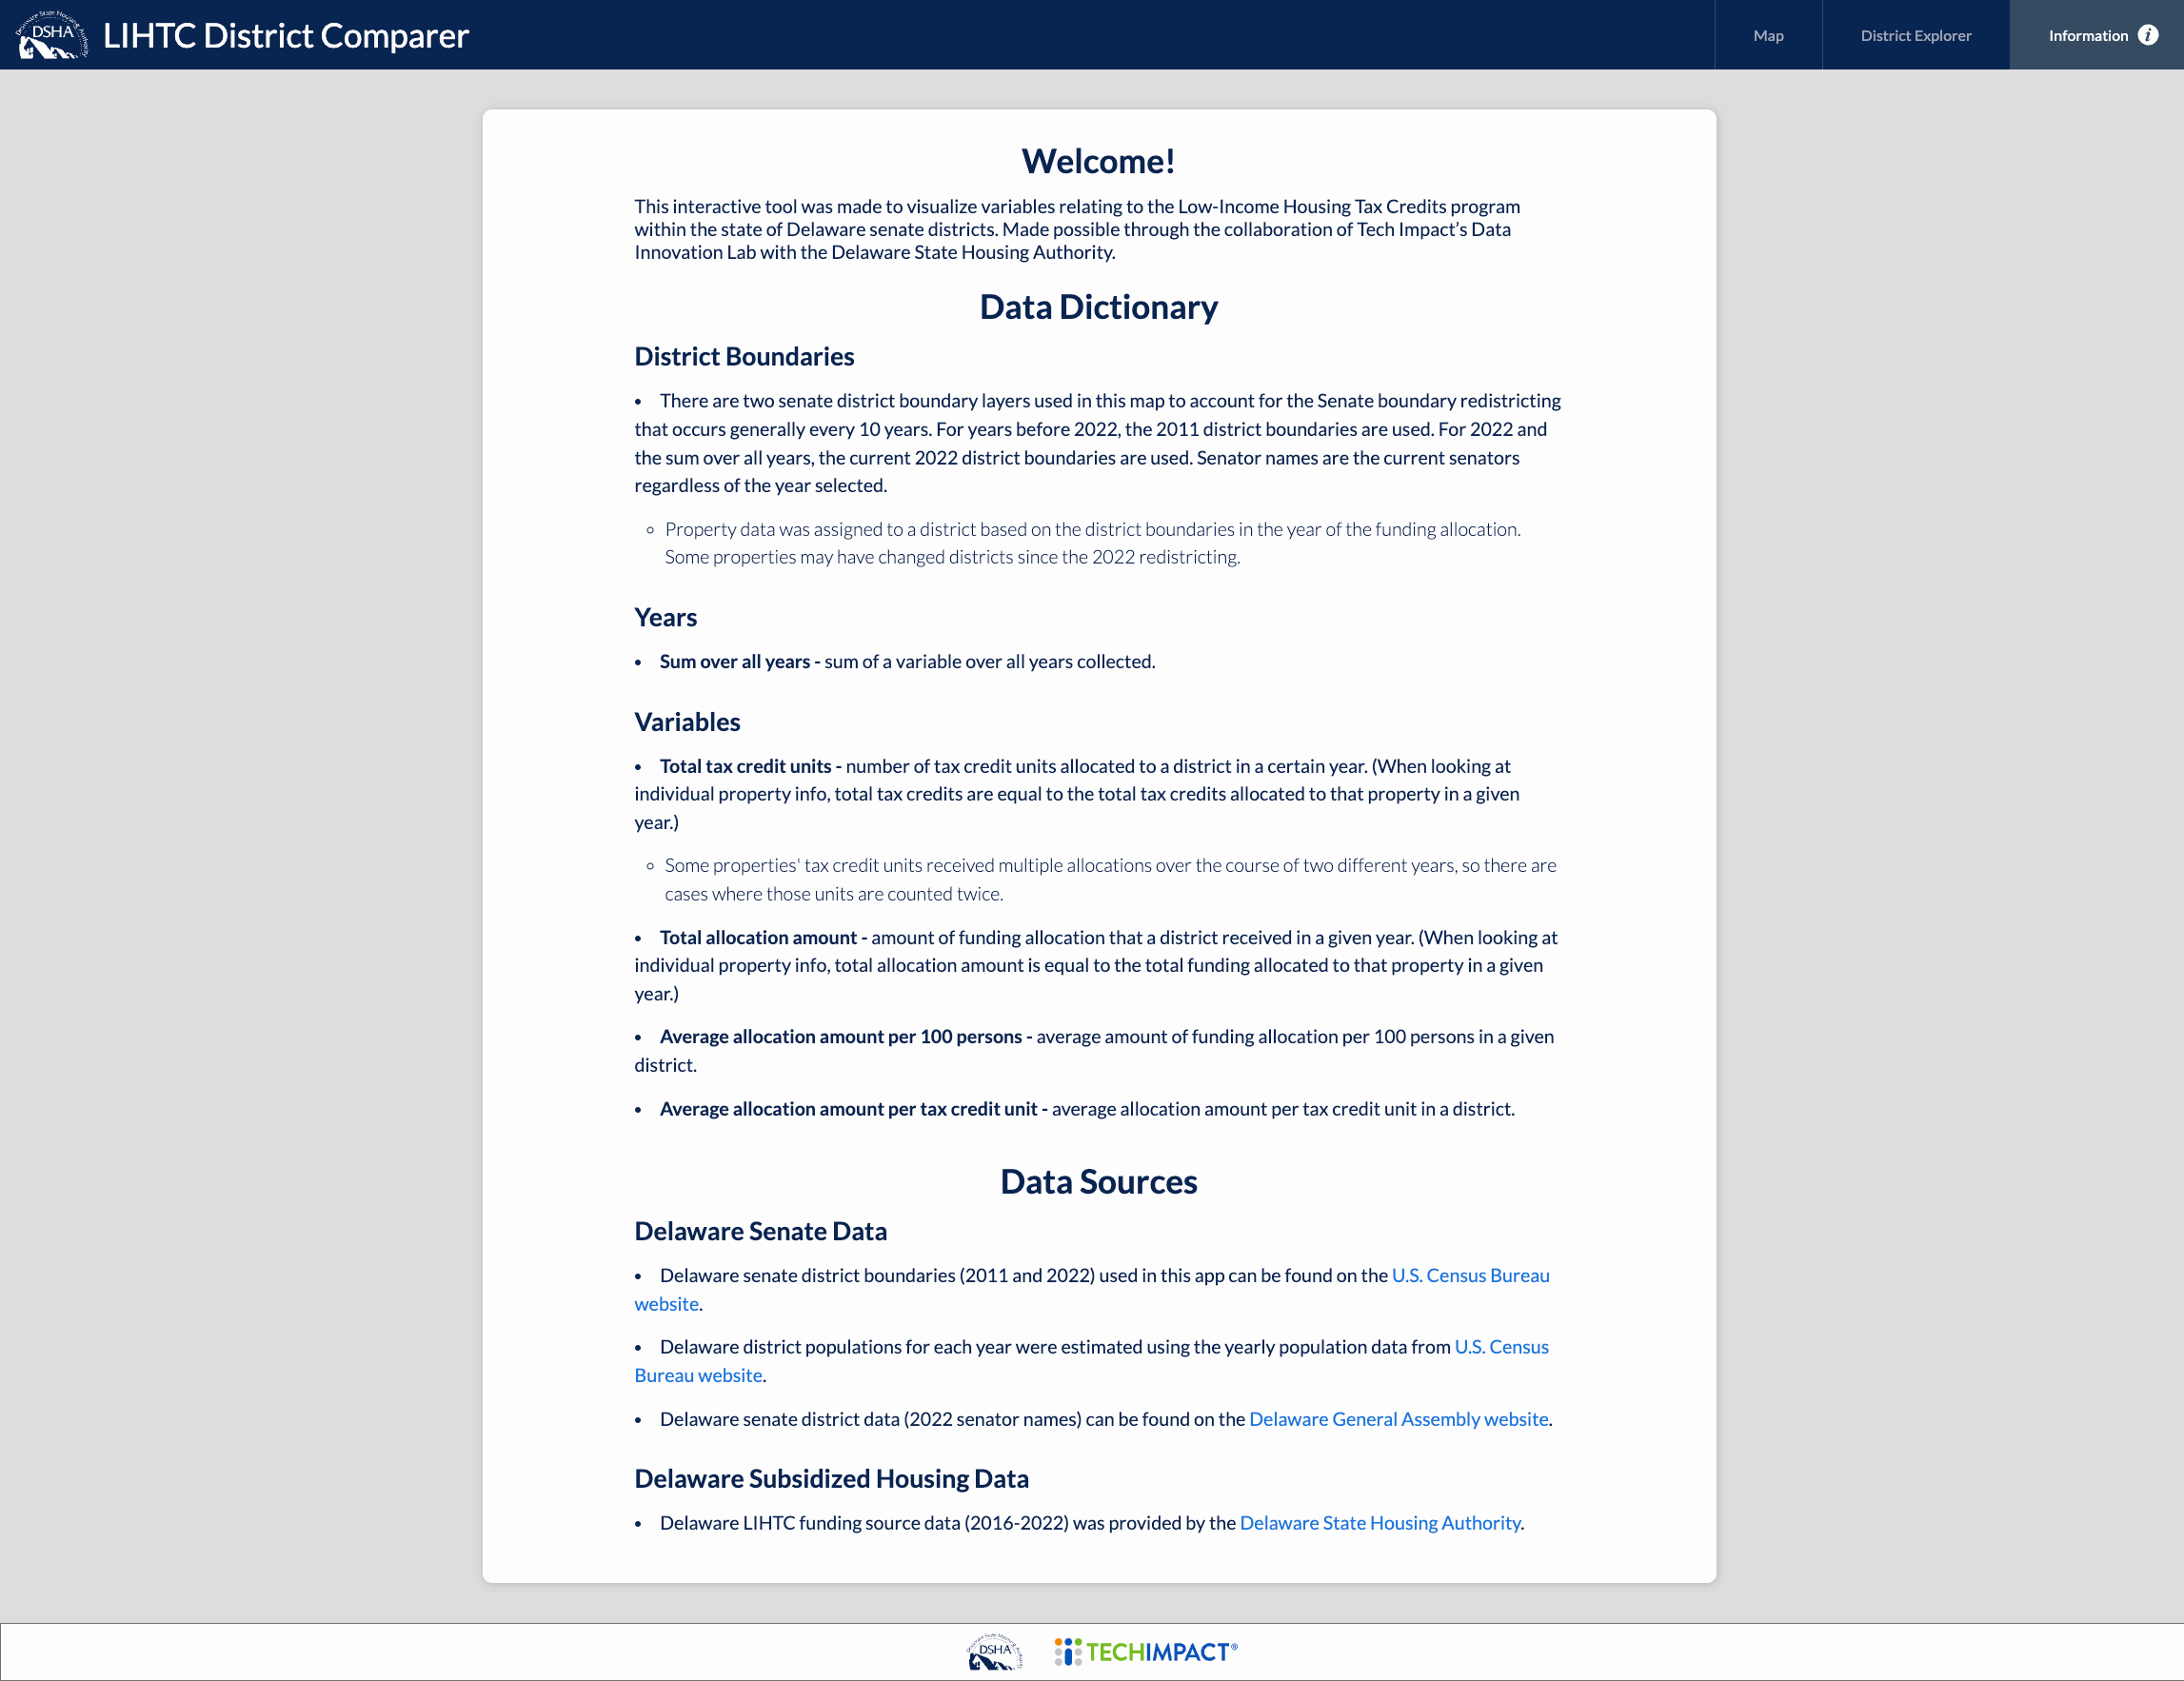 DSHA
LIHTC District Comparer
Map
District Explorer
Information
Welcome!
This interactive tool was made to visualize variables relating to the Low-Income Housing Tax Credits program
within the state of Delaware senate districts. Made possible through the collaboration of Tech Impact’s Data
Innovation Lab with the Delaware State Housing Authority.
Data Dictionary
District Boundaries
• There are two senate district boundary layers used in this map to account for the Senate boundary redistricting
that occurs generally every 10 years. For years before 2022, the 2011 district boundaries are used. For 2022 and
the sum over all years, the current 2022 district boundaries are used. Senator names are the current senators
regardless of the year selected.
◦ Property data was assigned to a district based on the district boundaries in the year of the funding allocation.
Some properties may have changed districts since the 2022 redistricting.
Years
• Sum over all years - sum of a variable over all years collected.
Variables
• Total tax credit units - number of tax credit units allocated to a district in a certain year. (When looking at
individual property info, total tax credits are equal to the total tax credits allocated to that property in a given
year.)
◦ Some properties' tax credit units received multiple allocations over the course of two different years, so there are
cases where those units are counted twice.
• Total allocation amount - amount of funding allocation that a district received in a given year. (When looking at
individual property info, total allocation amount is equal to the total funding allocated to that property in a given
year.)
• Average allocation amount per 100 persons - average amount of funding allocation per 100 persons in a given
district.
• Average allocation amount per tax credit unit - average allocation amount per tax credit unit in a district.
Data Sources
Delaware Senate Data
• Delaware senate district boundaries (2011 and 2022) used in this app can be found on the U.S. Census Bureau
website.
• Delaware district populations for each year were estimated using the yearly population data from U.S. Census
Bureau website.
• Delaware senate district data (2022 senator names) can be found on the Delaware General Assembly website.
Delaware Subsidized Housing Data
• Delaware LIHTC funding source data (2016-2022) was provided by the Delaware State Housing Authority.
DSHA
TECHIMPACT®